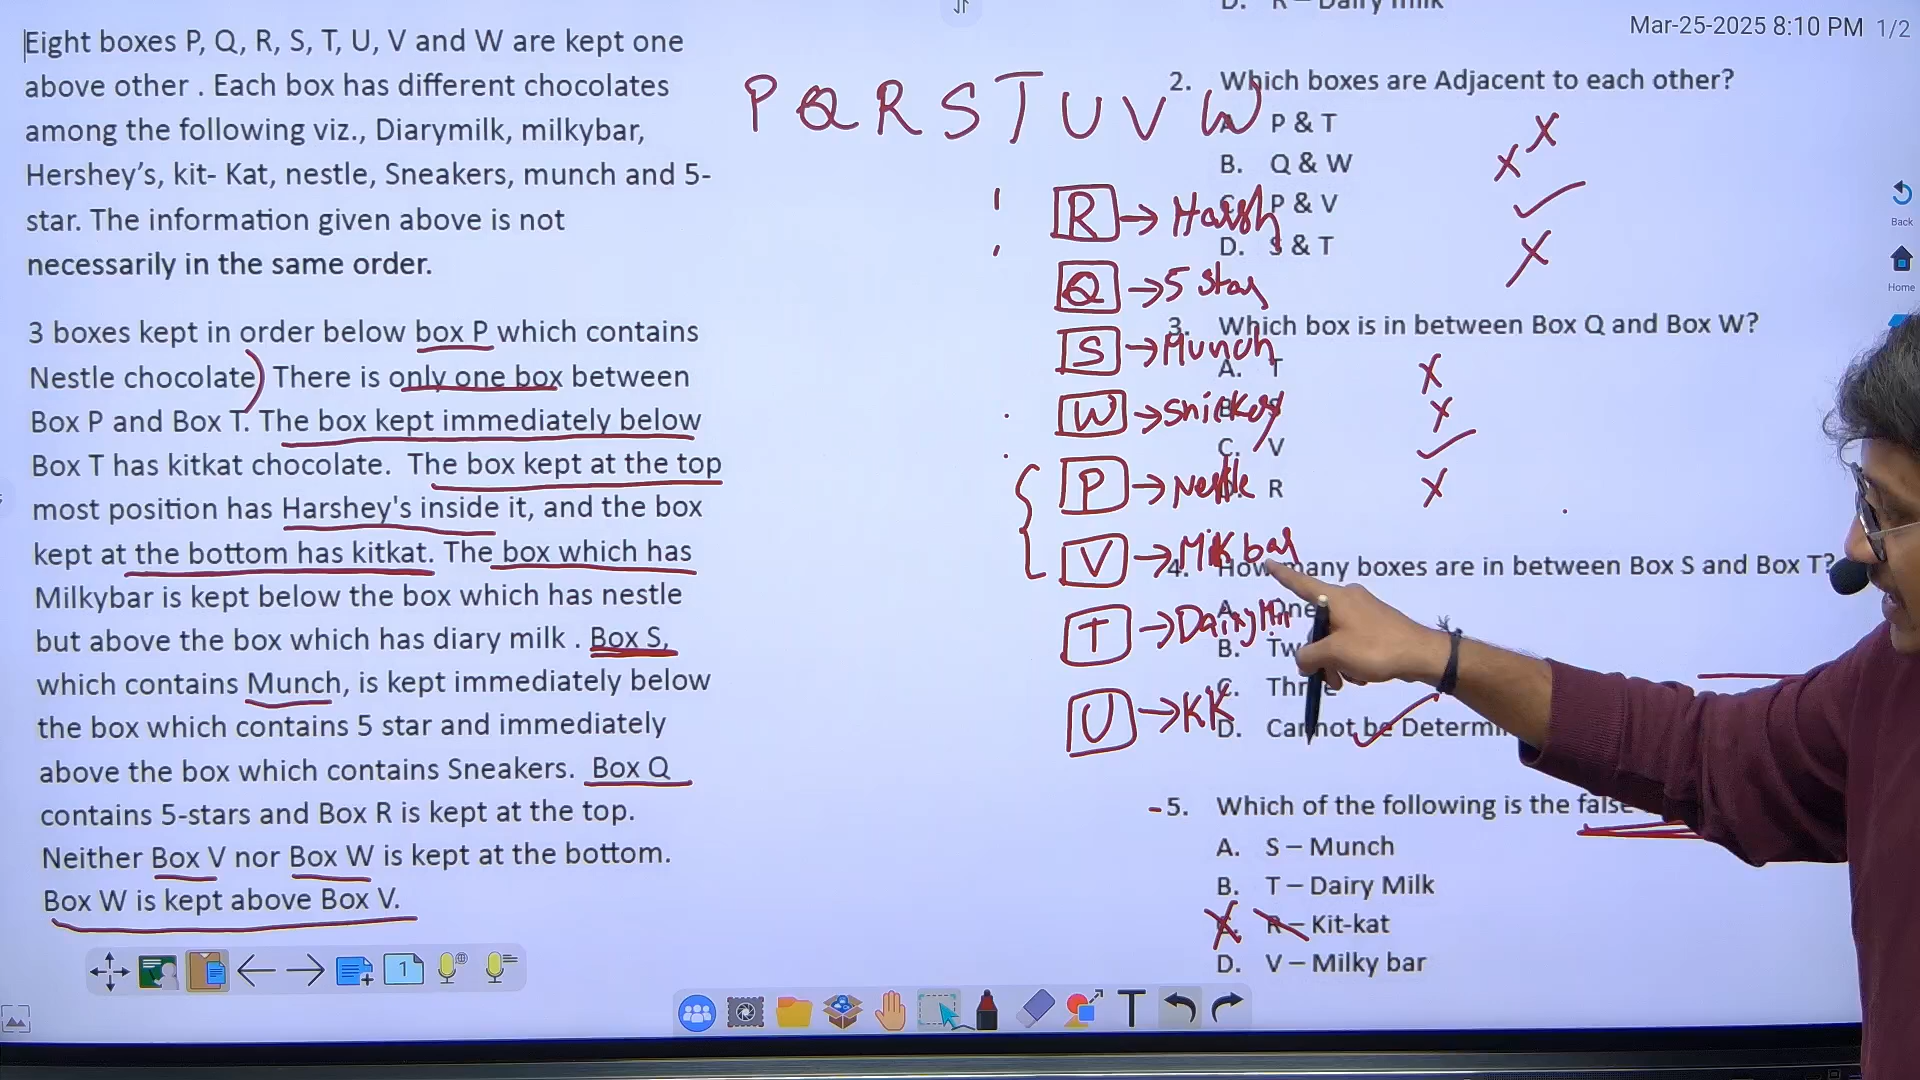 D. R – Dairy milk
Mar-25-2025 8:10 PM 1/2
Eight boxes P, Q, R, S, T, U, V and W are kept one
above other . Each box has different chocolates
among the following viz., Diarymilk, milkybar,
Hershey's, kit- Kat, nestle, Sneakers, munch and 5-
star. The information given above is not
necessarily in the same order.
3 boxes kept in order below box P which contains
Nestle chocolate) There is only one box between
Box P and Box T. The box kept immediately below
Box T has kitkat chocolate. The box kept at the top
most position has Harshey's inside it, and the box
kept at the bottom has kitkat. The box which has
Milkybar is kept below the box which has nestle
but above the box which has diary milk . Box S,
which contains Munch, is kept immediately below
the box which contains 5 star and immediately
above the box which contains Sneakers. Box Q
contains 5-stars and Box R is kept at the top.
Neither Box V nor Box W is kept at the bottom.
Box W is kept above Box V.
P Q R S T U V W
R → Harsh
Q → 5 Star
S → Munch
W → Snickers
P → Nestle
V → Milkbar
T → Dairy
U → KK
2. Which boxes are Adjacent to each other?
A. P & T
B. Q & W
C. P & V
D. S & T
3. Which box is in between Box Q and Box W?
A. T
B. S
C. V
D. R
4. How many boxes are in between Box S and Box T?
A. One
B.
C. Three
D. Cannot be
-5. Which of the following is the false
A. S – Munch
B. T – Dairy Milk
C. R – Kit-kat
D. V – Milky bar
Back
Home
1
T